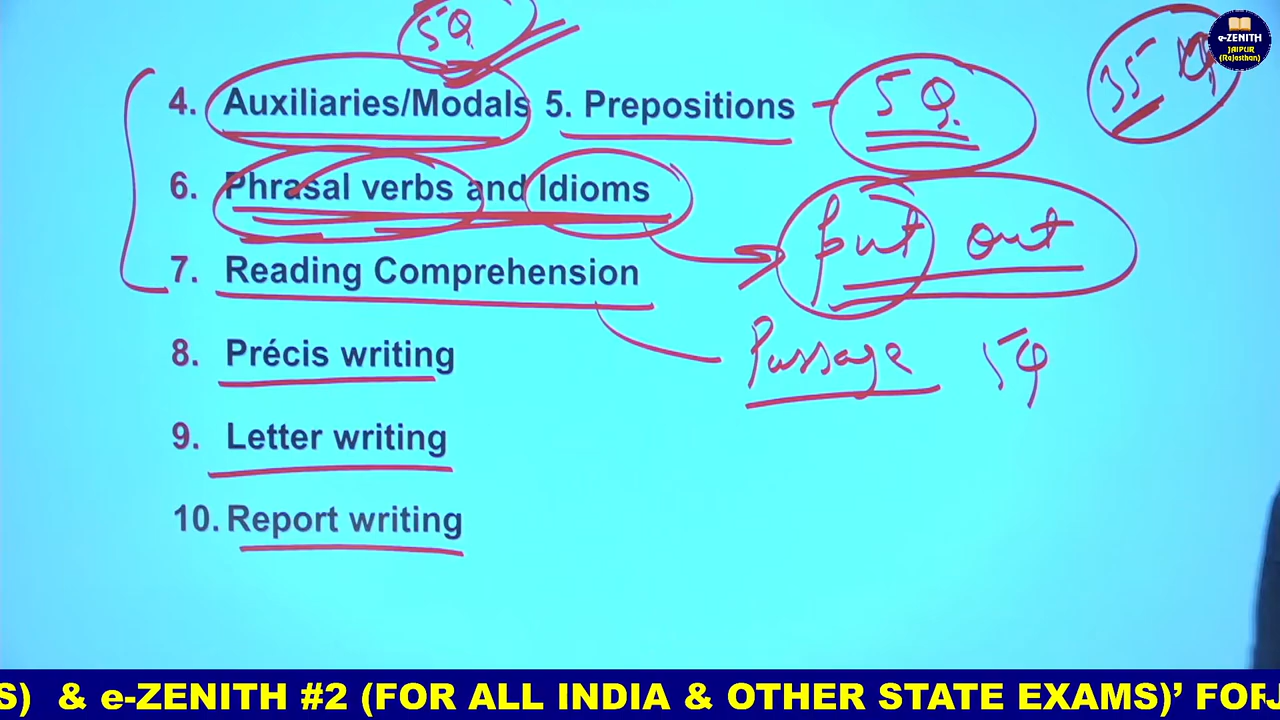 5Q
35 Q
e-ZENITH
JAIPUR
(Rajasthan)
4. Auxiliaries/Modals 5. Prepositions - 5 Q.
6. Phrasal verbs and Idioms
put out
7. Reading Comprehension
Passage 5Q
8. Précis writing
9. Letter writing
10. Report writing
S) & e-ZENITH #2 (FOR ALL INDIA & OTHER STATE EXAMS)’ FOR